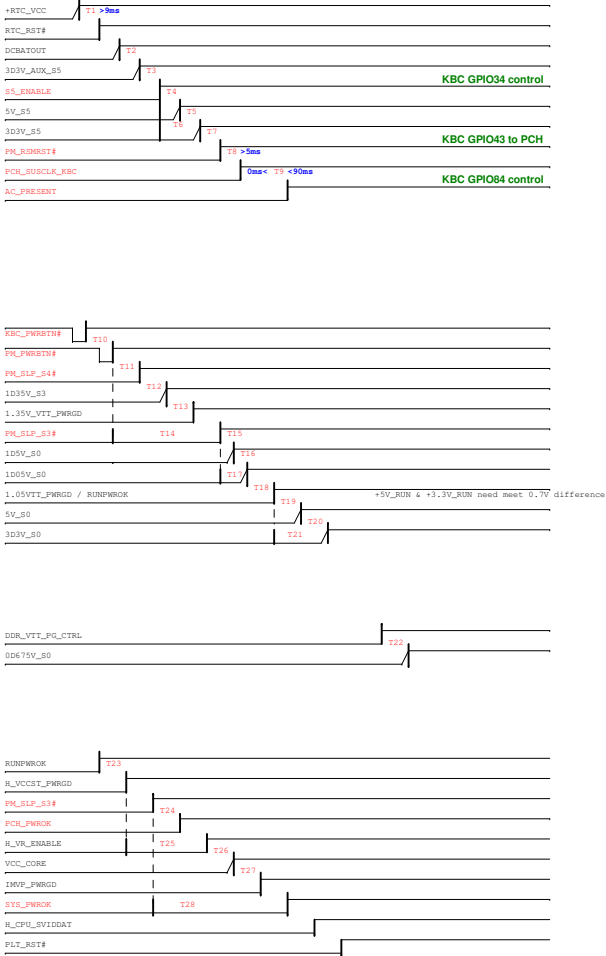 +RTC_VCC T1 >9ms
RTC_RST#
DCBATOUT T2
3D3V_AUX_S5 T3
KBC GPIO34 control
S5_ENABLE T4
5V_S5 T5
T6
3D3V_S5 T7
KBC GPIO43 to PCH
PM_RSMRST# T8 >5ms
PCH_SUSCLK_KBC 0ms< T9 <90ms
KBC GPIO84 control
AC_PRESENT
KBC_PWRBTN# T10
PM_PWRBTN# T11
PM_SLP_S4#
1D35V_S3 T12
1.35V_VTT_PWRGD T13
PM_SLP_S3# T14 T15
1D5V_S0 T16
1D05V_S0 T17
T18
1.05VTT_PWRGD / RUNPWROK +5V_RUN & +3.3V_RUN need meet 0.7V difference
T19
5V_S0 T20
3D3V_S0 T21
DDR_VTT_PG_CTRL T22
0D675V_S0
RUNPWROK T23
H_VCCST_PWRGD
PM_SLP_S3# T24
PCH_PWROK
H_VR_ENABLE T25 T26
VCC_CORE T27
IMVP_PWRGD
SYS_PWROK T28
H_CPU_SVIDDAT
PLT_RST#